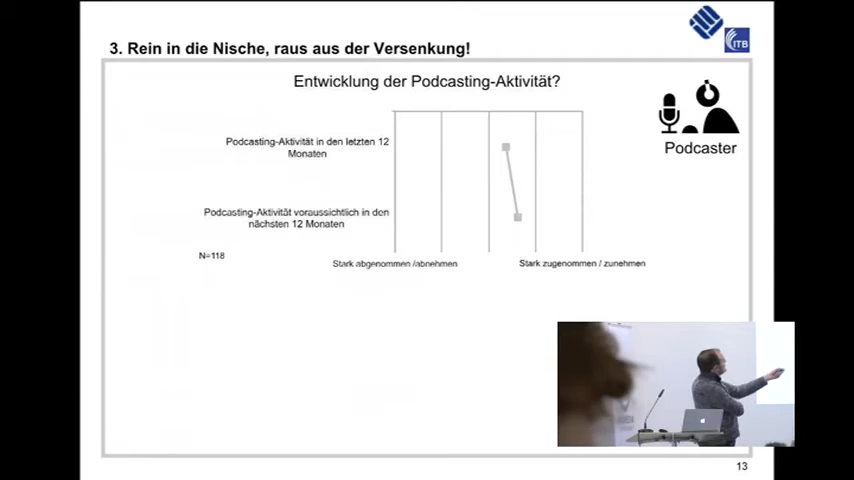 ITB
3. Rein in die Nische, raus aus der Versenkung!
Entwicklung der Podcasting-Aktivität?
Podcasting-Aktivität in den letzten 12
Monaten
Podcaster
Podcasting-Aktivität voraussichtlich in den
nächsten 12 Monaten
N=118
Stark abgenommen /abnehmen
Stark zugenommen / zunehmen
13